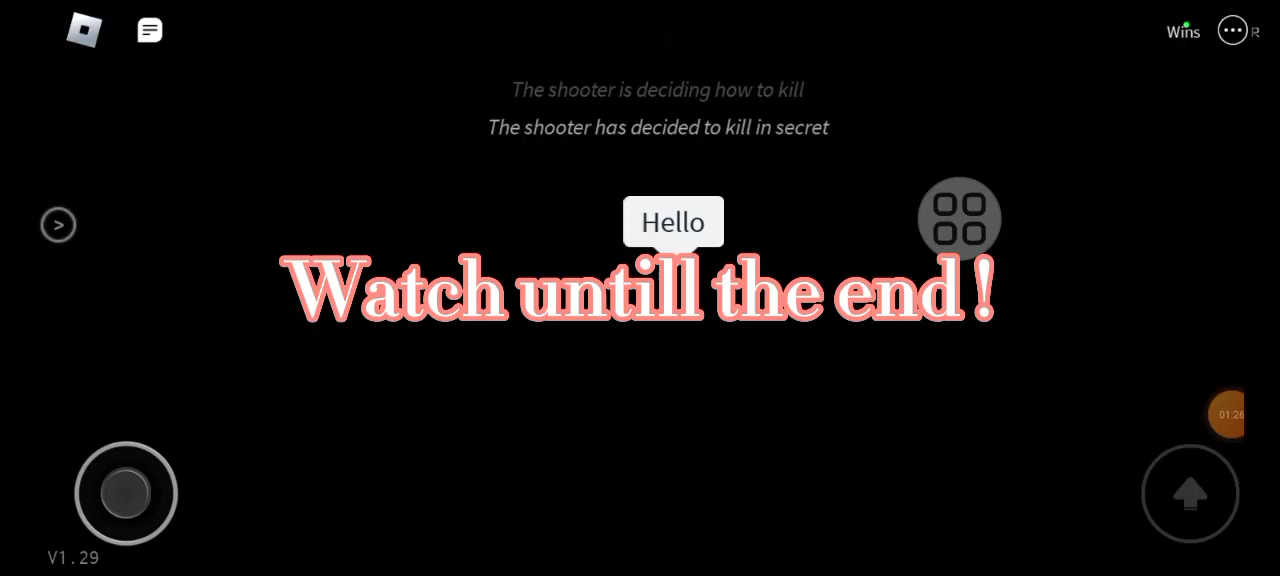 Wins
R
The shooter is deciding how to kill
The shooter has decided to kill in secret
Hello
>
Watch untill the end!
01:26
V1.29